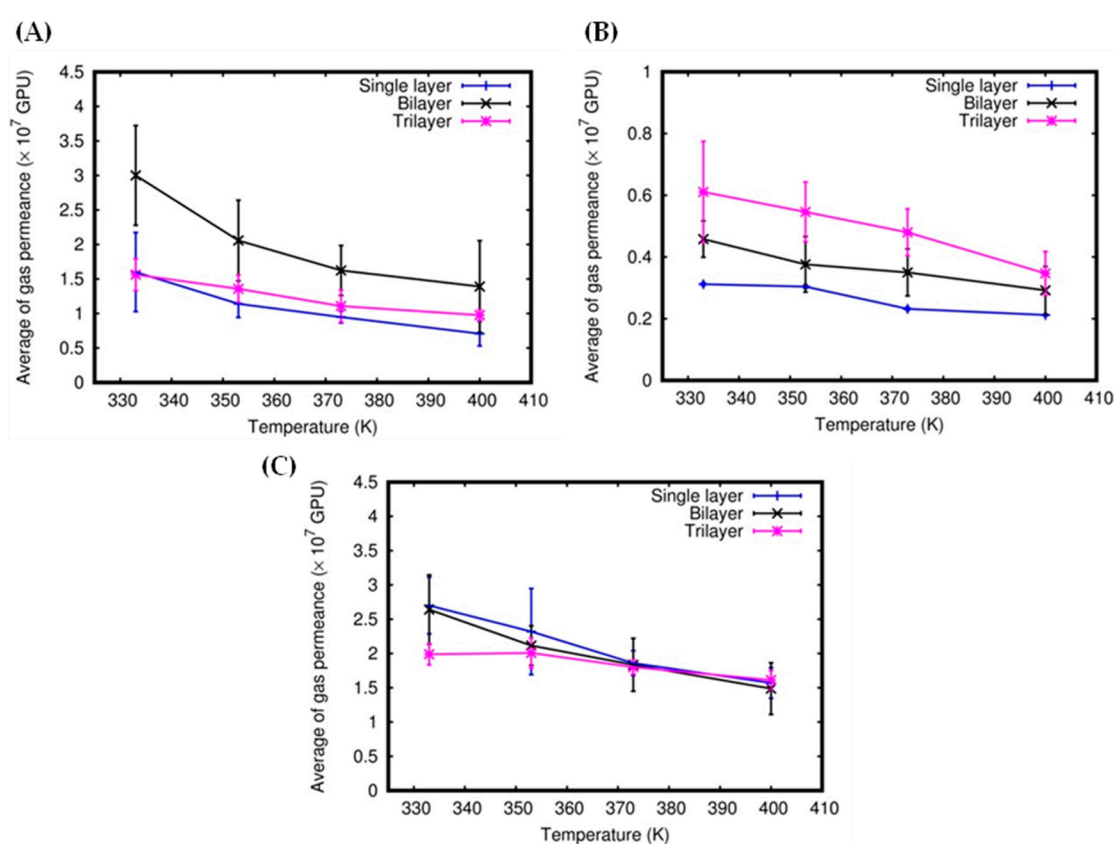 (A)
Average of gas permeance (× 10⁷ GPU)
4.5
4
3.5
3
2.5
2
1.5
1
0.5
0
Single layer
Bilayer
Trilayer
330 340 350 360 370 380 390 400 410
Temperature (K)
(B)
Average of gas permeance (× 10⁷ GPU)
1
0.8
0.6
0.4
0.2
0
Single layer
Bilayer
Trilayer
330 340 350 360 370 380 390 400 410
Temperature (K)
(C)
Average of gas permeance (× 10⁷ GPU)
4.5
4
3.5
3
2.5
2
1.5
1
0.5
0
Single layer
Bilayer
Trilayer
330 340 350 360 370 380 390 400 410
Temperature (K)